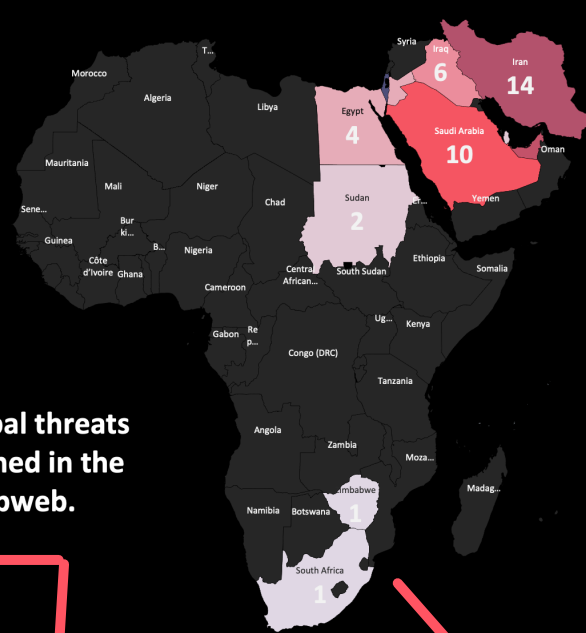 T...
Syria
Iraq
6
Morocco
Iran
14
Algeria
Libya
Egypt
4
Saudi Arabia
10
Oman
Mauritania
Mali
Niger
Chad
Sudan
2
Er...
Yemen
Sene...
Bur
ki...
Guinea
B...
Nigeria
Ethiopia
Côte
d'Ivoire
Ghana
Central
African...
South Sudan
Somalia
Cameroon
Gabon
Re
p...
Ug...
Kenya
Congo (DRC)
Tanzania
bal threats
ned in the
bweb.
Angola
Zambia
Moza...
Madag...
Namibia
Botswana
imbabwe
1
South Africa
1